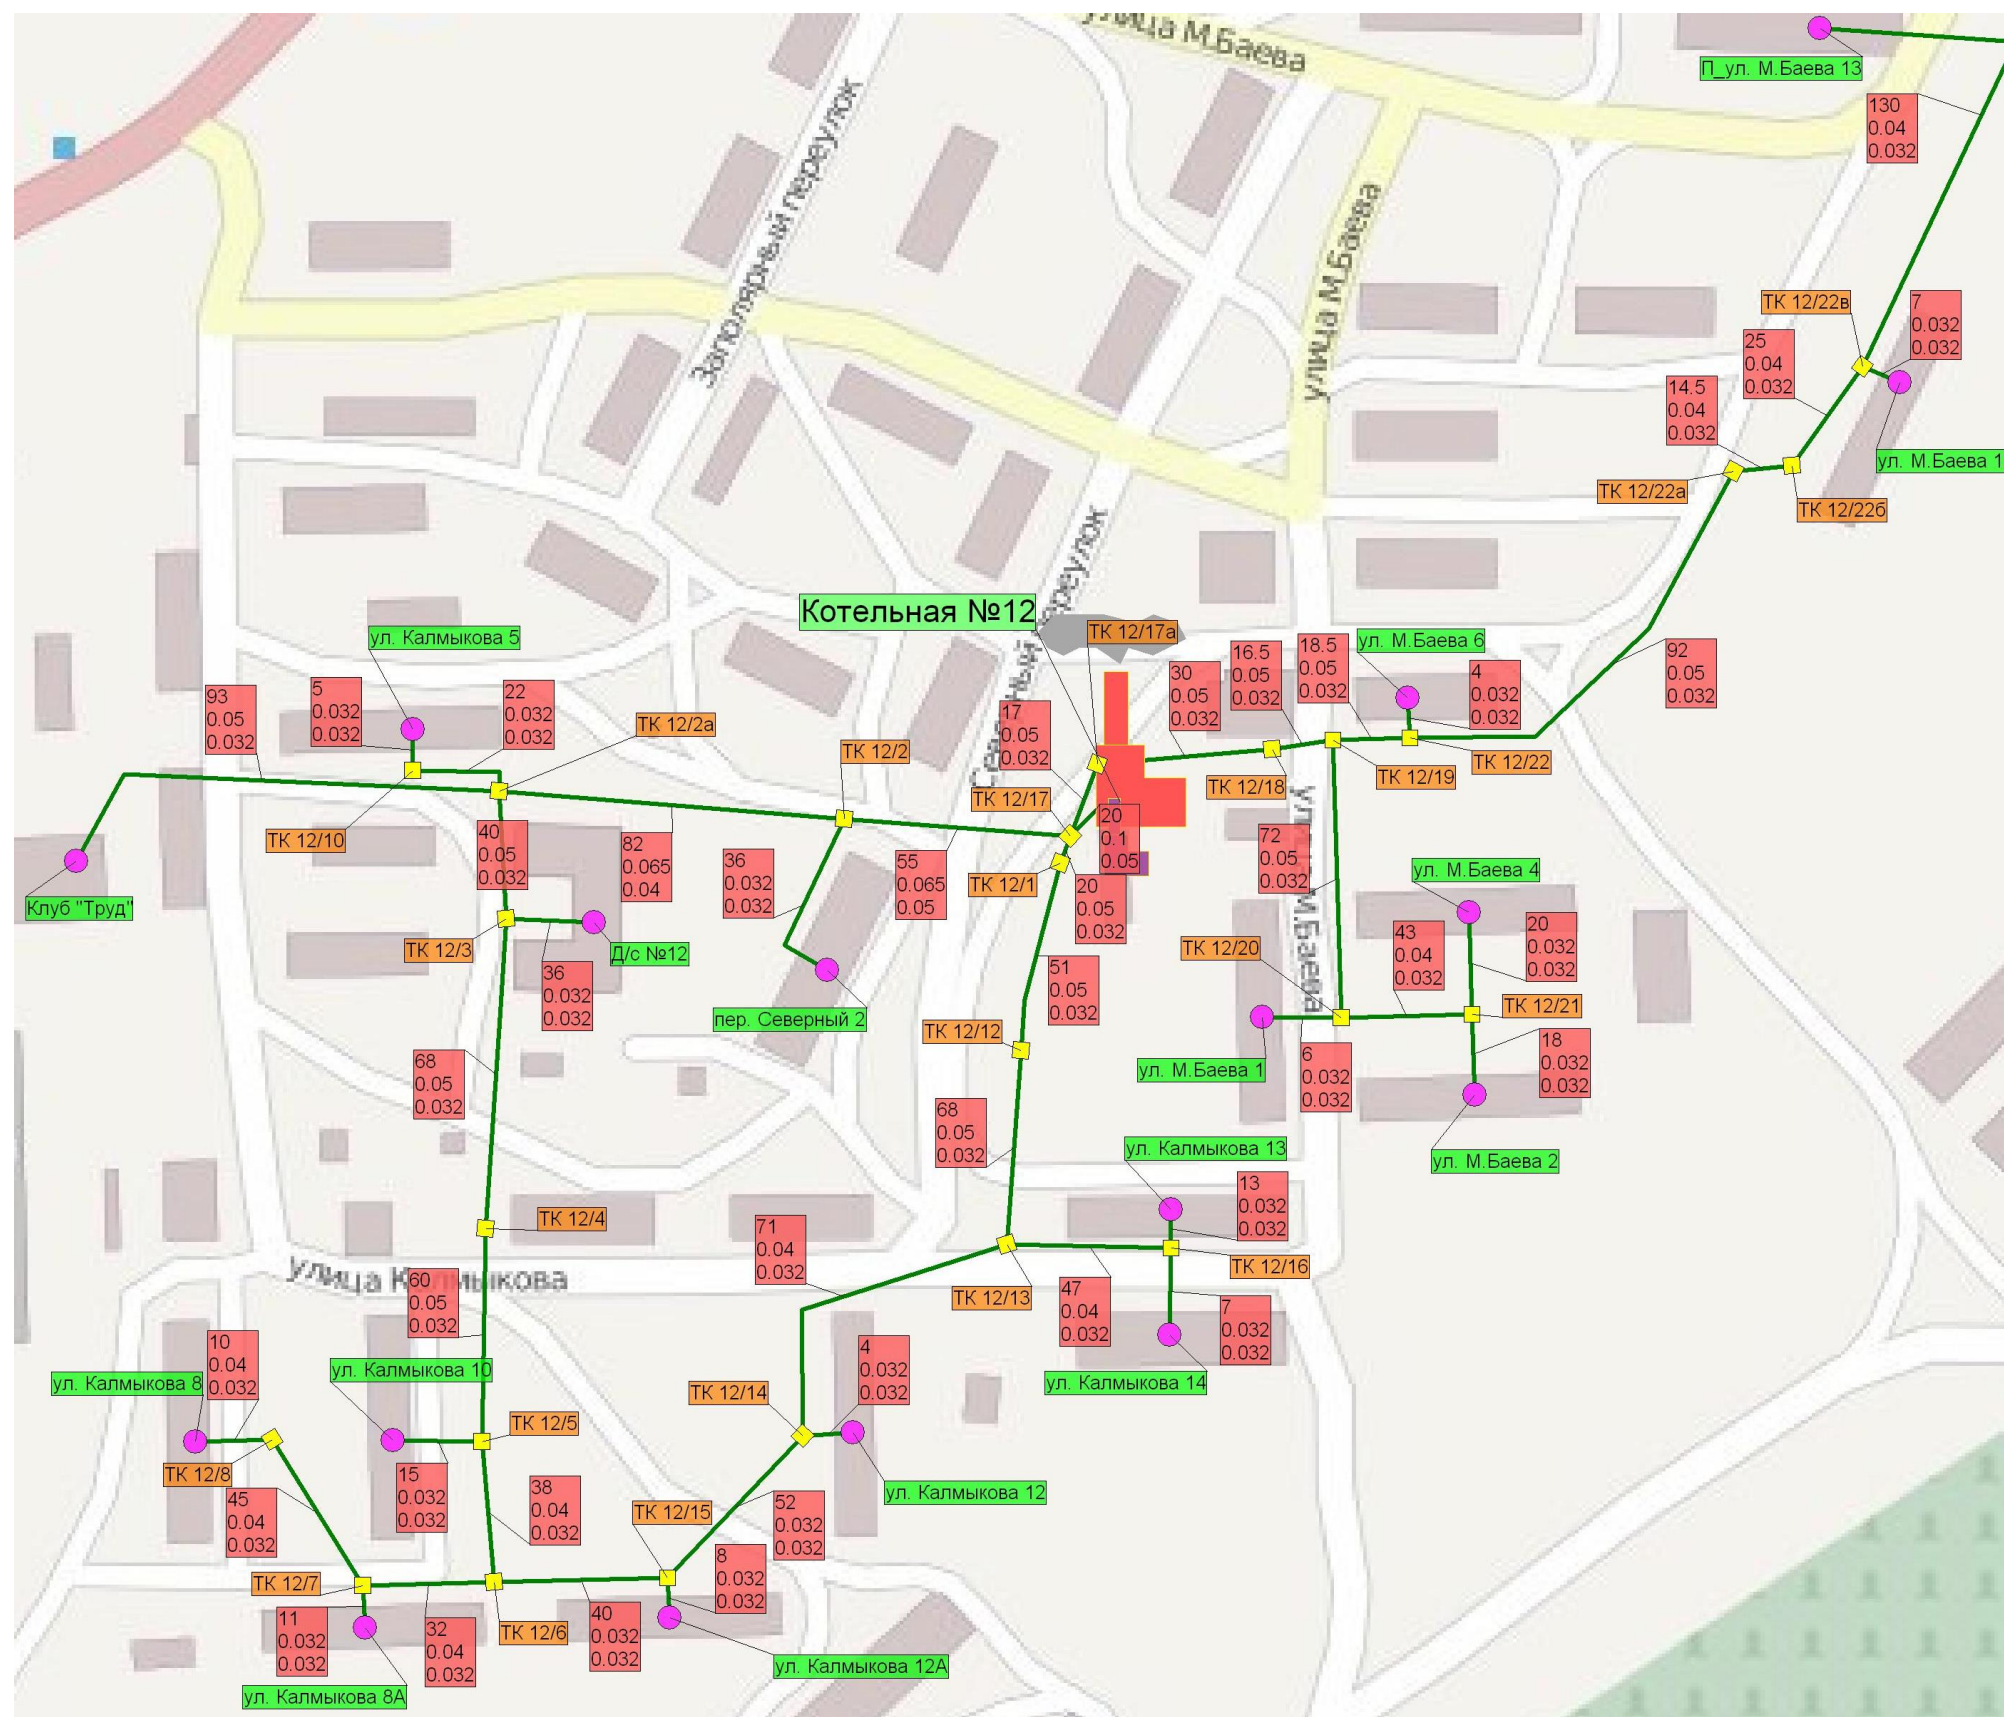 улица М.Баева
П_ул. М.Баева 13
130
0.04
0.032
Заполярный переулок
улица М.Баева
ТК 12/22в
7
0.032
0.032
25
0.04
0.032
14.5
0.04
0.032
ул. М.Баева 1
ТК 12/22а
ТК 12/22б
Северный переулок
Котельная №12
ТК 12/17а
ул. Калмыкова 5
ул. М.Баева 6
16.5
0.05
0.032
18.5
0.05
0.032
30
0.05
0.032
4
0.032
0.032
92
0.05
0.032
93
0.05
0.032
5
0.032
0.032
22
0.032
0.032
ТК 12/2а
ТК 12/2
17
0.05
0.032
ТК 12/22
ТК 12/19
ТК 12/18
ТК 12/17
ТК 12/10
40
0.05
0.032
82
0.065
0.04
36
0.032
0.032
55
0.065
0.05
20
0.1
0.05
72
0.05
0.032
улица М.Баева
ул. М.Баева 4
ТК 12/1
20
0.05
0.032
Клуб "Труд"
ТК 12/3
Д/с №12
36
0.032
0.032
ТК 12/20
43
0.04
0.032
20
0.032
0.032
51
0.05
0.032
ТК 12/21
пер. Северный 2
ТК 12/12
68
0.05
0.032
ул. М.Баева 1
6
0.032
0.032
18
0.032
0.032
68
0.05
0.032
ул. Калмыкова 13
ул. М.Баева 2
13
0.032
0.032
ТК 12/4
71
0.04
0.032
улица Калмыкова
60
0.05
0.032
ТК 12/16
ТК 12/13
47
0.04
0.032
7
0.032
0.032
10
0.04
0.032
ул. Калмыкова 8
ул. Калмыкова 10
4
0.032
0.032
ул. Калмыкова 14
ТК 12/14
ТК 12/5
ТК 12/8
15
0.032
0.032
38
0.04
0.032
45
0.04
0.032
ул. Калмыкова 12
ТК 12/15
52
0.032
0.032
8
0.032
0.032
ТК 12/7
11
0.032
0.032
32
0.04
0.032
ТК 12/6
40
0.032
0.032
ул. Калмыкова 12А
ул. Калмыкова 8А